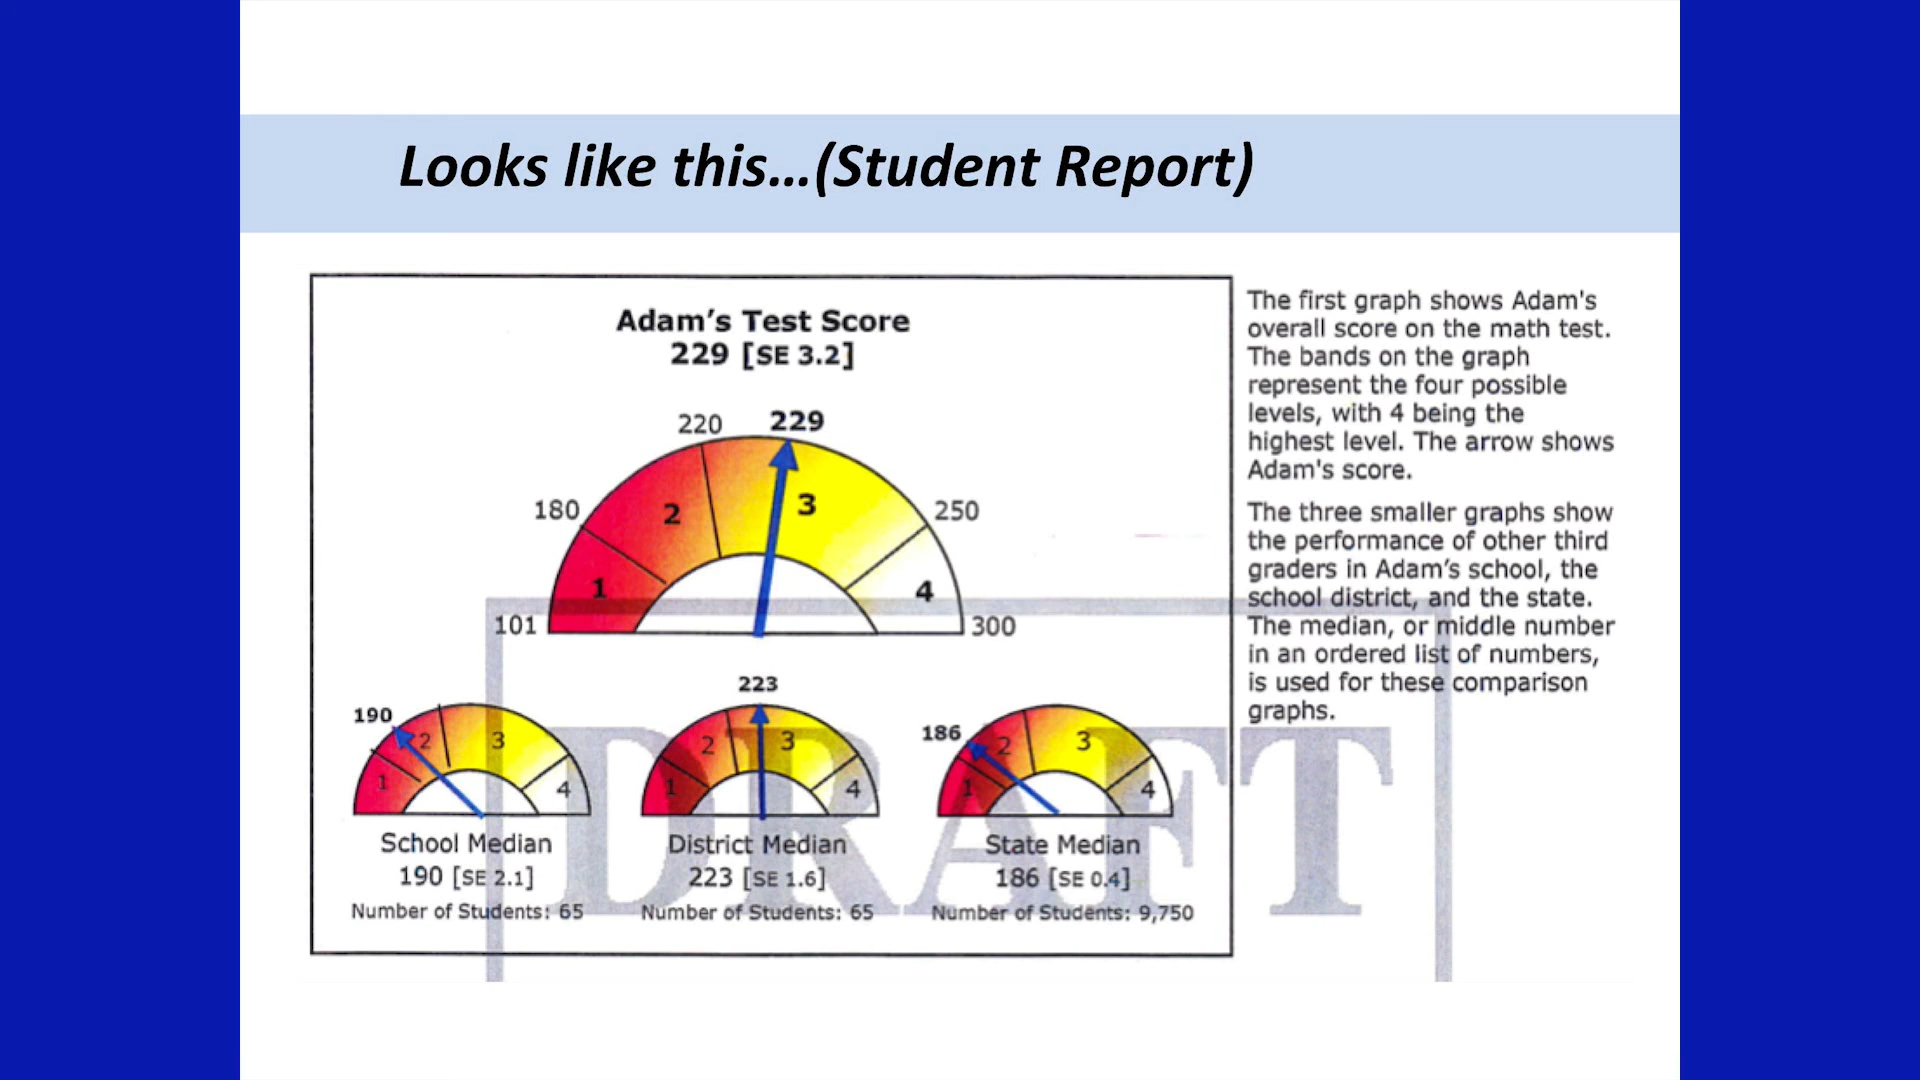 Looks like this...(Student Report)
Adam's Test Score
229 [SE 3.2]
220 229
180 250
2 3
1 4
101 300
The first graph shows Adam's
overall score on the math test.
The bands on the graph
represent the four possible
levels, with 4 being the
highest level. The arrow shows
Adam's score.
The three smaller graphs show
the performance of other third
graders in Adam's school, the
school district, and the state.
The median, or middle number
in an ordered list of numbers,
is used for these comparison
graphs.
190
1 2 3 4
School Median
190 [SE 2.1]
Number of Students: 65
223
1 2 3 4
District Median
223 [SE 1.6]
Number of Students: 65
186
1 2 3 4
State Median
186 [SE 0.4]
Number of Students: 9,750
DRAFT